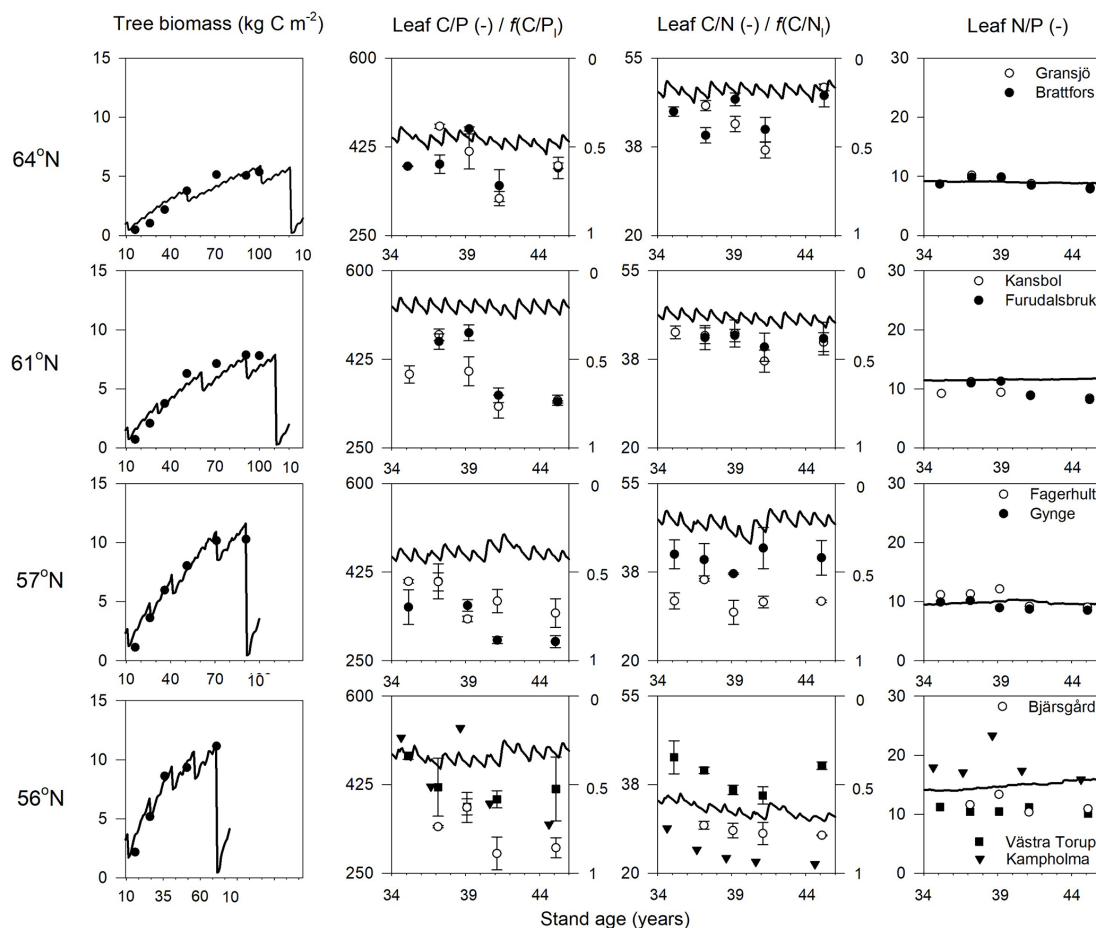 Tree biomass (kg C m-2)
Leaf C/P (-) / f(C/Pl)
Leaf C/N (-) / f(C/Nl)
Leaf N/P (-)
64oN
15
10
5
0
10 40 70 100 10
600
425
250
0
0.5
1
34 39 44
55
38
20
0
0.5
1
34 39 44
30
20
10
0
34 39 44
Gransjö
Brattfors
61oN
15
10
5
0
10 40 70 100 10
600
425
250
0
0.5
1
34 39 44
55
38
20
0
0.5
1
34 39 44
30
20
10
0
34 39 44
Kansbol
Furudalsbruk
57oN
15
10
5
0
10 40 70 10
600
425
250
0
0.5
1
34 39 44
55
38
20
0
0.5
1
34 39 44
30
20
10
0
34 39 44
Fagerhult
Gynge
56oN
15
10
5
0
10 35 60 10
600
425
250
0
0.5
1
34 39 44
55
38
20
0
0.5
1
34 39 44
30
20
10
0
34 39 44
Bjärsgård
Västra Torup
Kampholma
Stand age (years)